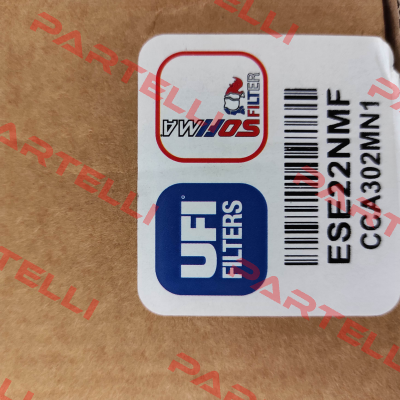 SOFIMA
FILTER
UFI
FILTERS
ESE22NMF
CCA302MN1
PARTELLI
PARTELLI
PARTELLI
PARTELLI
PARTELLI